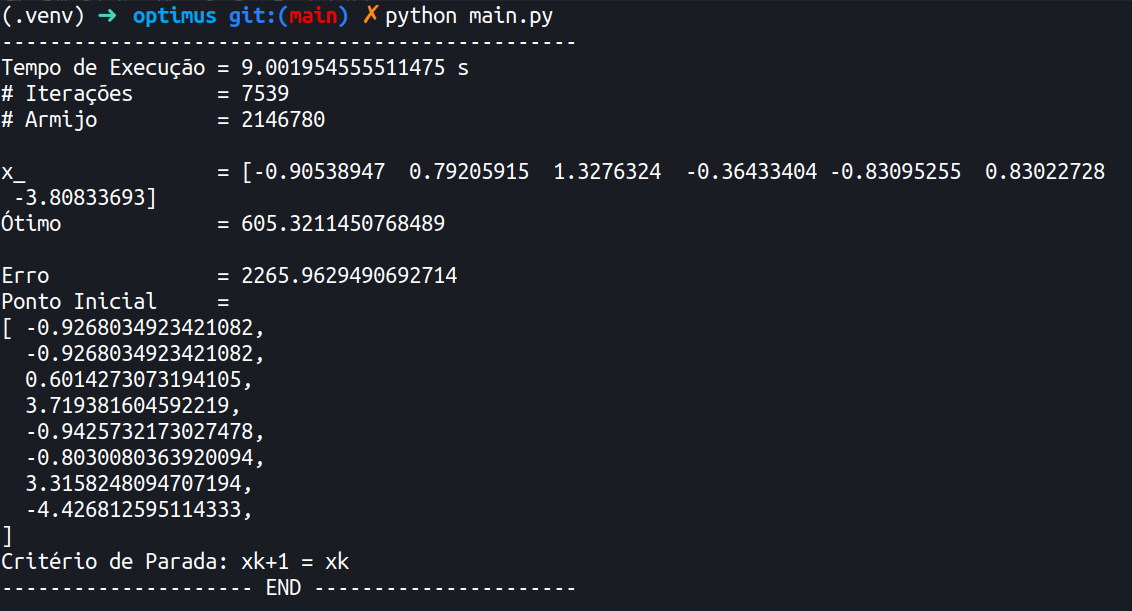 (.venv) ➜ optimus git:(main) ✗ python main.py
------------------------------------------------
Tempo de Execução = 9.001954555511475 s
# Iterações       = 7539
# Armijo          = 2146780
x_                = [-0.90538947  0.79205915  1.3276324  -0.36433404 -0.83095255  0.83022728
 -3.80833693]
Ótimo             = 605.3211450768489
Erro              = 2265.9629490692714
Ponto Inicial     =
[ -0.9268034923421082,
  -0.9268034923421082,
  0.6014273073194105,
  3.719381604592219,
  -0.9425732173027478,
  -0.8030080363920094,
  3.3158248094707194,
  -4.426812595114333,
]
Critério de Parada: xk+1 = xk
--------------------- END ----------------------